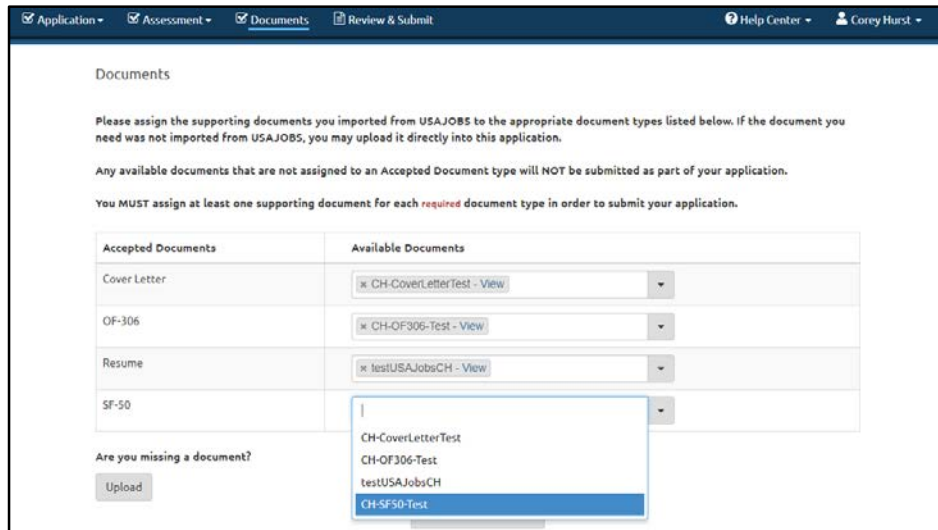 Application Assessment Documents Review & Submit Help Center Corey Hurst
Documents
Please assign the supporting documents you imported from USAJOBS to the appropriate document types listed below. If the document you
need was not imported from USAJOBS, you may upload it directly into this application.
Any available documents that are not assigned to an Accepted Document type will NOT be submitted as part of your application.
You MUST assign at least one supporting document for each required document type in order to submit your application.
Accepted Documents Available Documents
Cover Letter × CH-CoverLetterTest - View
OF-306 × CH-OF306-Test - View
Resume × testUSAJobsCH - View
SF-50
CH-CoverLetterTest
Are you missing a document? CH-OF306-Test
testUSAJobsCH
Upload
CH-SF50-Test